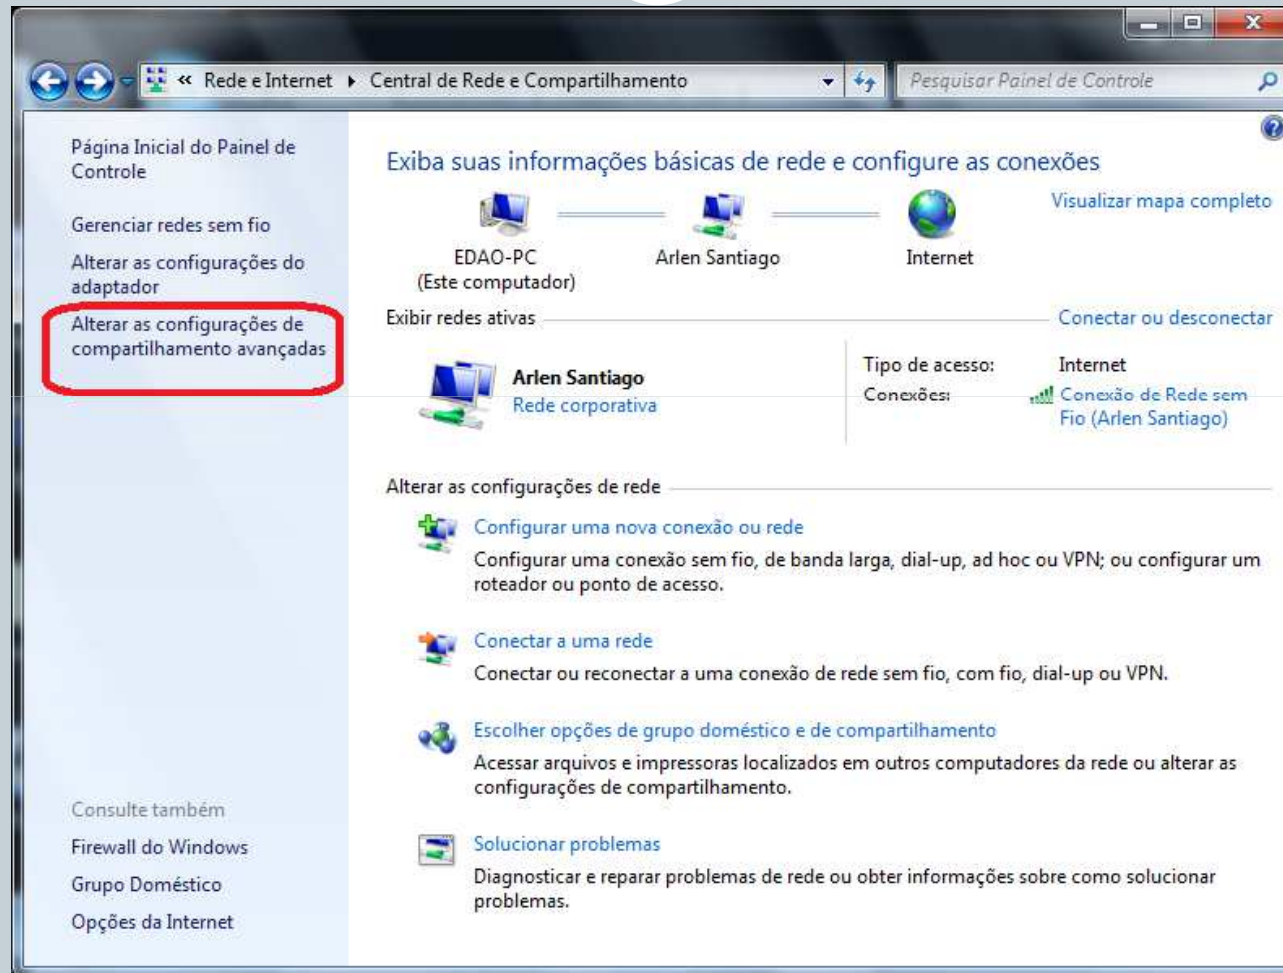 « Rede e Internet ▸ Central de Rede e Compartilhamento
Pesquisar Painel de Controle
Página Inicial do Painel de
Controle
Gerenciar redes sem fio
Alterar as configurações do
adaptador
Alterar as configurações de
compartilhamento avançadas
Consulte também
Firewall do Windows
Grupo Doméstico
Opções da Internet
Exiba suas informações básicas de rede e configure as conexões
Visualizar mapa completo
EDAO-PC
(Este computador)
Arlen Santiago
Internet
Exibir redes ativas
Conectar ou desconectar
Arlen Santiago
Rede corporativa
Tipo de acesso: Internet
Conexões: Conexão de Rede sem
Fio (Arlen Santiago)
Alterar as configurações de rede
Configurar uma nova conexão ou rede
Configurar uma conexão sem fio, de banda larga, dial-up, ad hoc ou VPN; ou configurar um
roteador ou ponto de acesso.
Conectar a uma rede
Conectar ou reconectar a uma conexão de rede sem fio, com fio, dial-up ou VPN.
Escolher opções de grupo doméstico e de compartilhamento
Acessar arquivos e impressoras localizados em outros computadores da rede ou alterar as
configurações de compartilhamento.
Solucionar problemas
Diagnosticar e reparar problemas de rede ou obter informações sobre como solucionar
problemas.